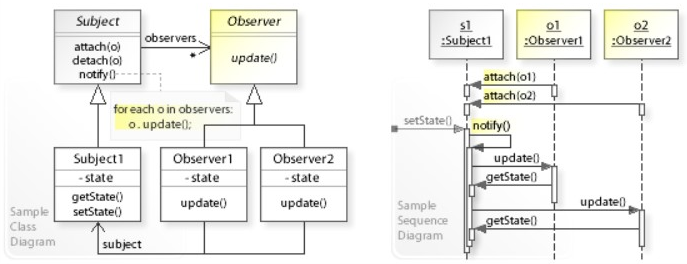 Subject
attach(o)
detach(o)
notify()
observers
*
Observer
update()
for each o in observers:
o . update();
Subject1
- state
getState()
setState()
Observer1
- state
update()
Observer2
- state
update()
subject
Sample
Class
Diagram
s1
:Subject1
o1
:Observer1
o2
:Observer2
attach(o1)
attach(o2)
setState()
notify()
update()
getState()
update()
getState()
Sample
Sequence
Diagram